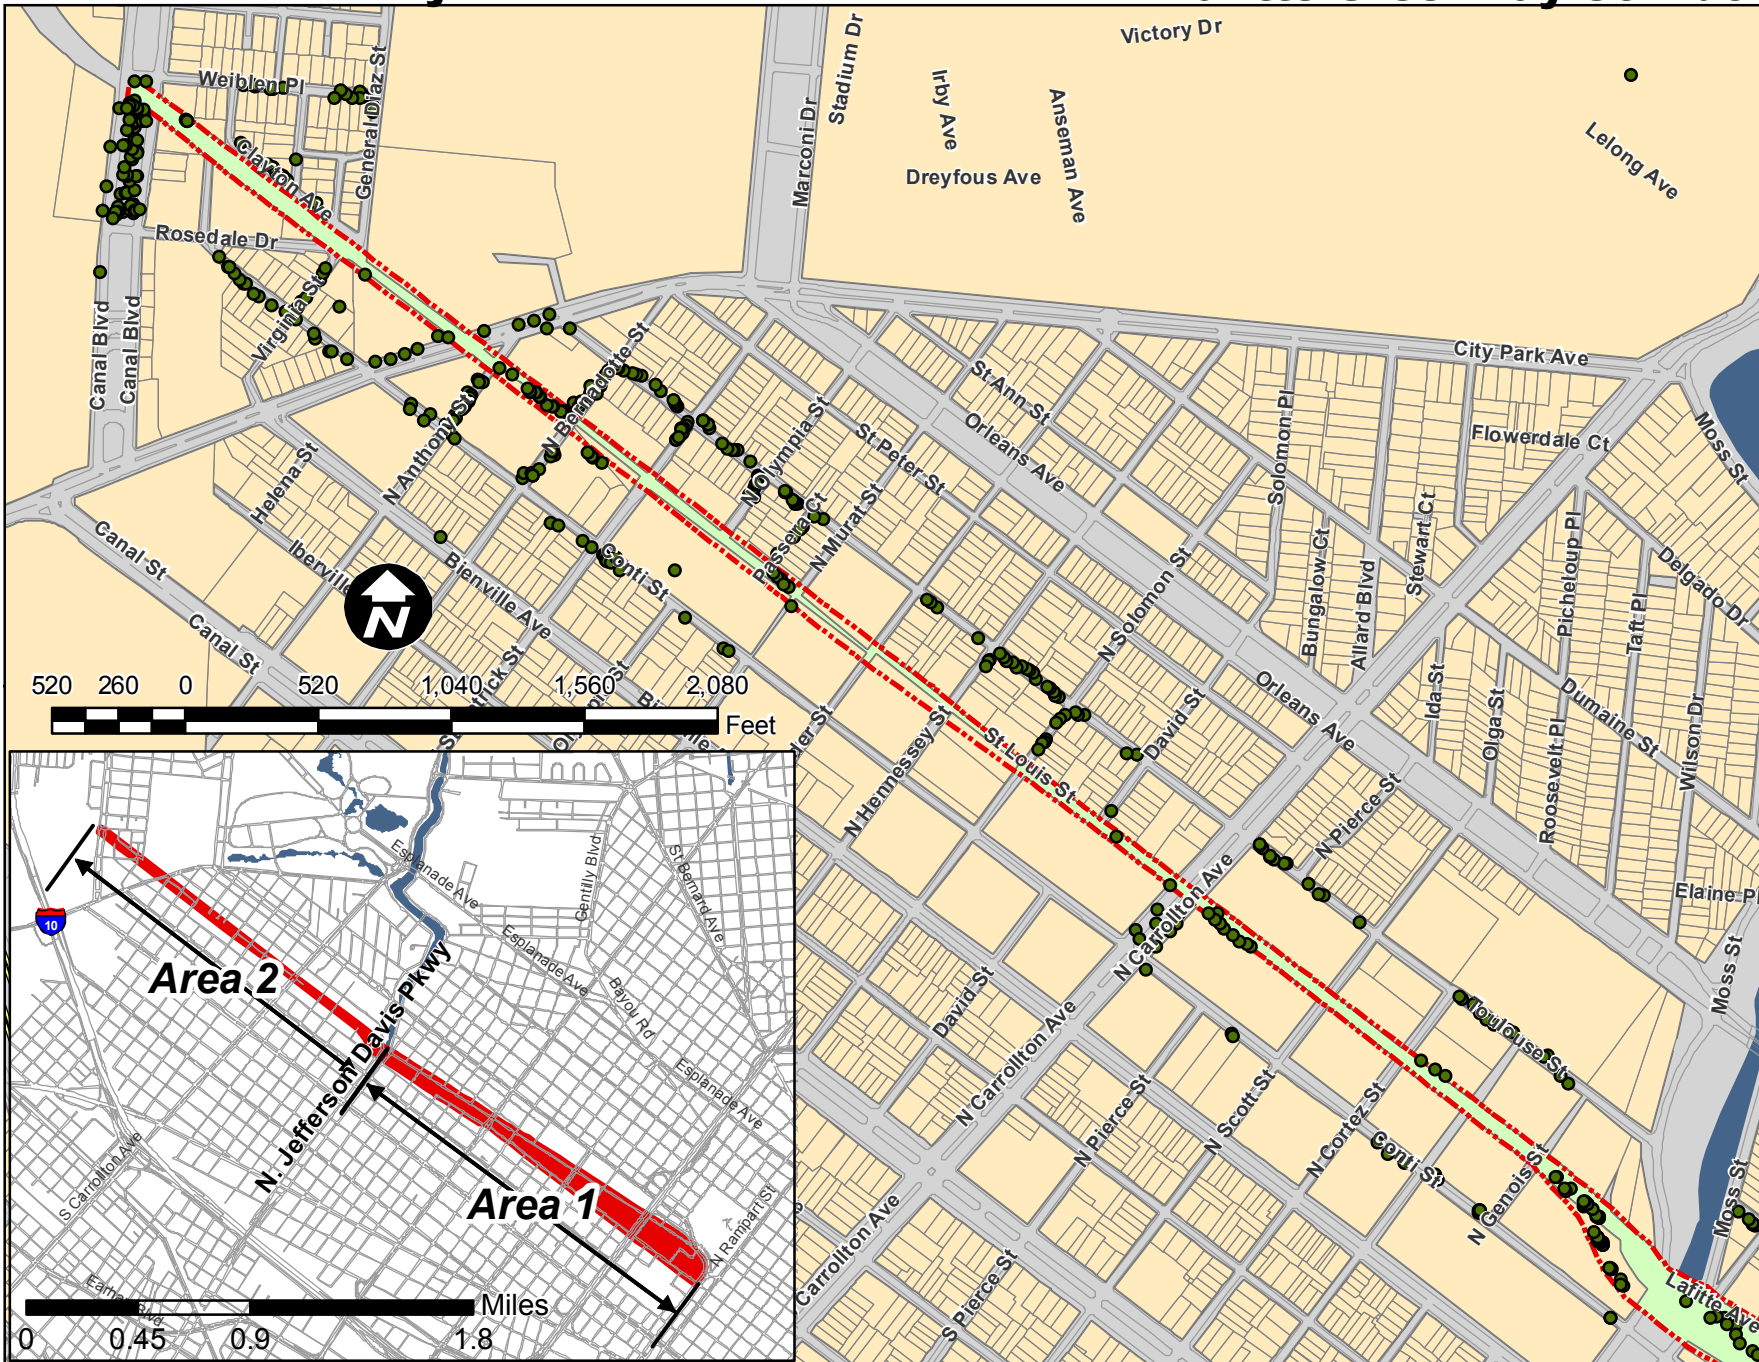 Victory Dr
Stadium Dr
Irby Ave
Anseman Ave
Weiblen Pl
General Diaz St
Marconi Dr
Lelong Ave
Dreyfous Ave
Clayton Ave
Rosedale Dr
Virginia St
Canal Blvd
Canal Blvd
City Park Ave
N Bernadotte St
St Ann St
Moss St
Solomon Pl
Flowerdale Ct
Orleans Ave
N Anthony St
N Olympia St
St Peter St
Helena St
Passera Ct
N Murat St
Stewart Ct
Picheloup Pl
Canal St
Iberville
Bienville Ave
Conti St
N Solomon St
Bungalow Ct
Allard Blvd
Taft Pl
Delgado Dr
N
Canal St
Orleans Ave
Ida St
Olga St
Dumaine St
Wilson Dr
Roosevelt Pl
520 260 0 520 1,040 1,560 2,080
Feet
David St
N Hennessey St
St Louis St
N Pierce St
Elaine Pl
N Carrollton Ave
Moss St
Esplanade Ave
Gentilly Blvd
St Bernard Ave
10
Area 2
Esplanade Ave
Bayou Rd
N. Jefferson Davis Pkwy
Esplanade Ave
S Carrollton Ave
Area 1
N Rampart St
Earhart Blvd
Miles
0 0.45 0.9 1.8
David St
N Carrollton Ave
Toulouse St
N Pierce St
N Scott St
N Cortez St
Conti St
N Genois St
Moss St
Carrollton Ave
S Pierce St
Lafitte Ave